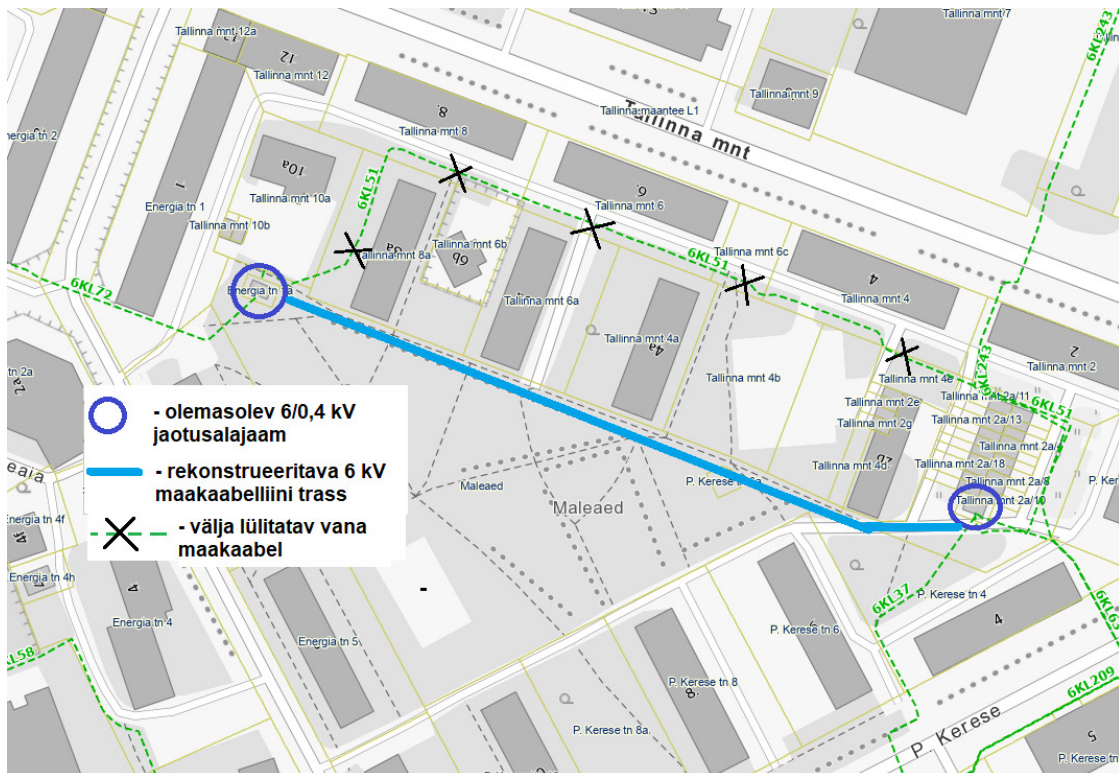 Tallinna mnt 12a
12
12
Tallinna mnt 12
8.
Tallinna mnt 8
Tallinna maantee L1
Tallinna mnt
Tallinna mnt 7
Tallinna mnt 9
6KL243
10a
Tallinna mnt 10a
6KL51
Energia tn 1
1
Tallinna mnt 10b
Tallinna mnt 8a
Tallinna mnt 6b
6b
6.
Tallinna mnt 6
Tallinna mnt 6c
6KL51
4
Tallinna mnt 4
6KL72
Energia tn 1a
Tallinna mnt 6a
Tallinna mnt 4a
4a
Tallinna mnt 4b
Tallinna mnt 4e
6KL243
2
Tallinna mnt 2
Tallinna mnt 2a/11
6KL51
Tallinna mnt 2e
Tallinna mnt 2g
Tallinna mnt 2a/13
Tallinna mnt 2a/4
Tallinna mnt 4d
Tallinna mnt 2a/18
Tallinna mnt 2a/8
Tallinna mnt 2a/10
2a
- olemasolev 6/0,4 kV
jaotusalajaam
- rekonstrueeritava 6 kV
maakaabelliini trass
- välja lülitatav vana
maakaabel
Maleaed
Maleaed
Energia tn 4f
4f
Energia tn 4h
4
Energia tn 4
Energia tn 5
-
6KL37
P. Kerese tn 4
4
P. Kerese tn 6
P. Kerese tn 8
8.
P. Kerese tn 8a
6KL209
P. Kerese
5
P. Kerese tn